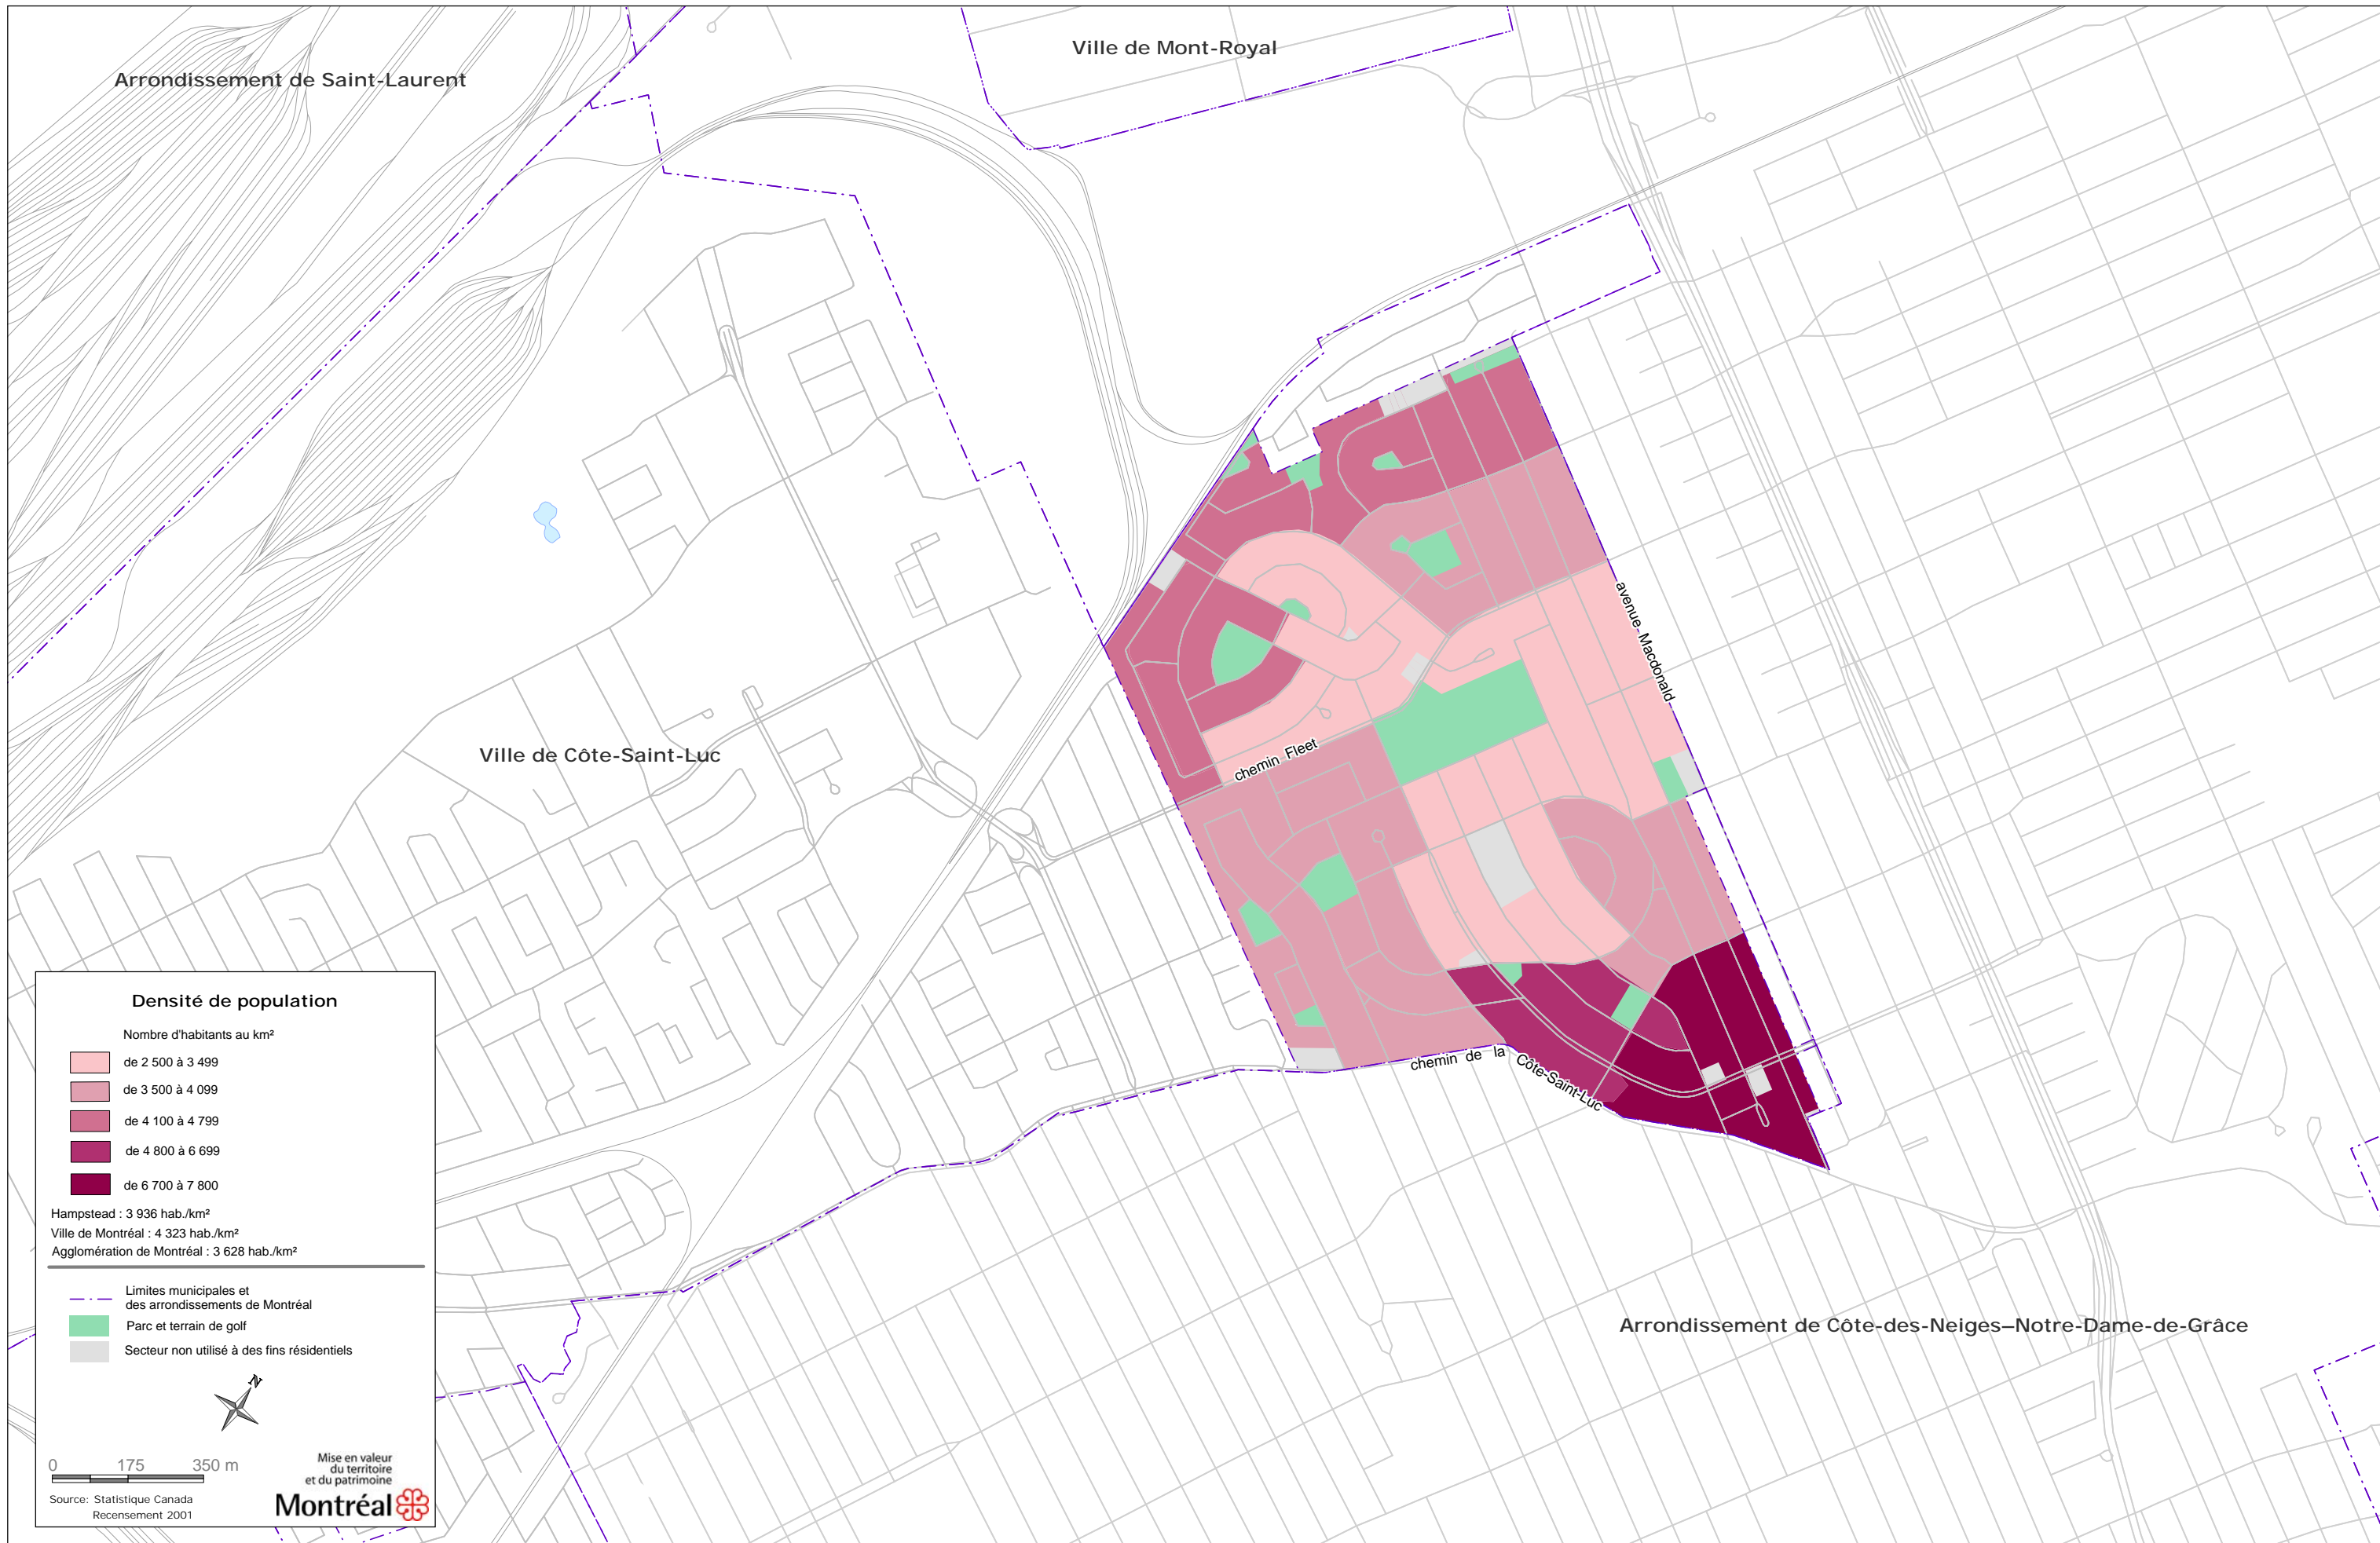 Arrondissement de Saint-Laurent
Ville de Mont-Royal
avenue Macdonald
Ville de Côte-Saint-Luc
chemin Fleet
chemin de la Côte-Saint-Luc
Arrondissement de Côte-des-Neiges–Notre-Dame-de-Grâce
Densité de population
Nombre d'habitants au km²
de 2 500 à 3 499
de 3 500 à 4 099
de 4 100 à 4 799
de 4 800 à 6 699
de 6 700 à 7 800
Hampstead : 3 936 hab./km²
Ville de Montréal : 4 323 hab./km²
Agglomération de Montréal : 3 628 hab./km²
Limites municipales et
des arrondissements de Montréal
Parc et terrain de golf
Secteur non utilisé à des fins résidentiels
N
0 175 350 m
Source: Statistique Canada
Recensement 2001
Mise en valeur
du territoire
et du patrimoine
Montréal